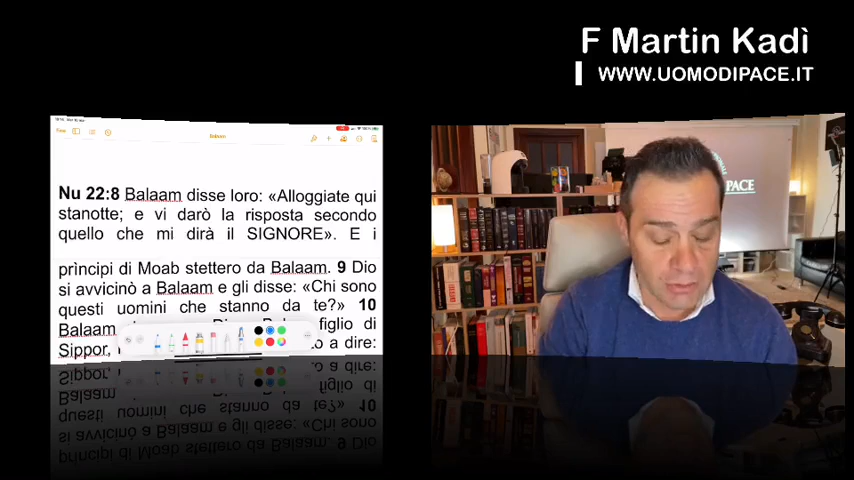 F Martin Kadì
WWW.UOMODIPACE.IT
Balaam
Nu 22:8 Balaam disse loro: «Alloggiate qui
stanotte; e vi darò la risposta secondo
quello che mi dirà il SIGNORE». E i
prìncipi di Moab stettero da Balaam. 9 Dio
si avvicinò a Balaam e gli disse: «Chi sono
questi uomini che stanno da te?» 10
Balaam figlio di
Sippor, o a dire:
PACE